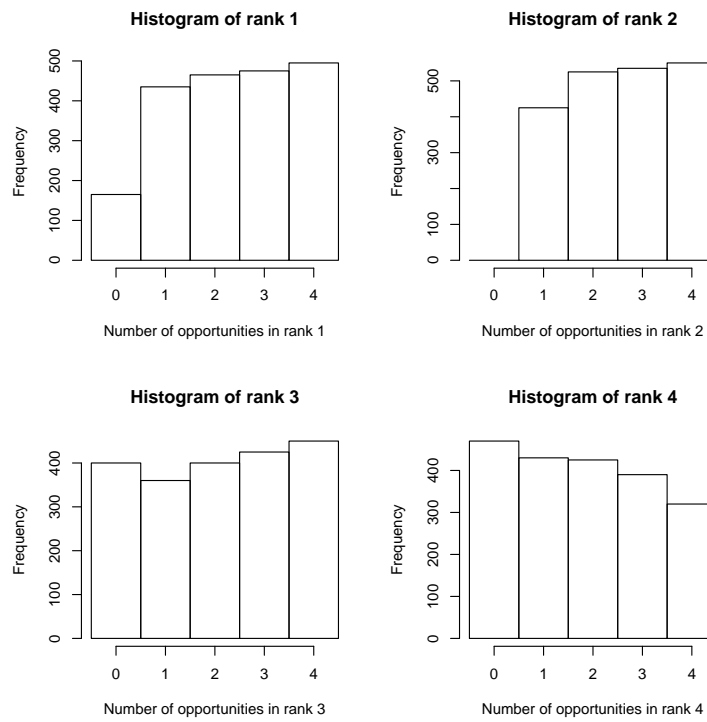 Histogram of rank 1
Frequency
0 100 200 300 400 500
0 1 2 3 4
Number of opportunities in rank 1
Histogram of rank 2
Frequency
0 100 300 500
0 1 2 3 4
Number of opportunities in rank 2
Histogram of rank 3
Frequency
0 100 200 300 400
0 1 2 3 4
Number of opportunities in rank 3
Histogram of rank 4
Frequency
0 100 200 300 400
0 1 2 3 4
Number of opportunities in rank 4